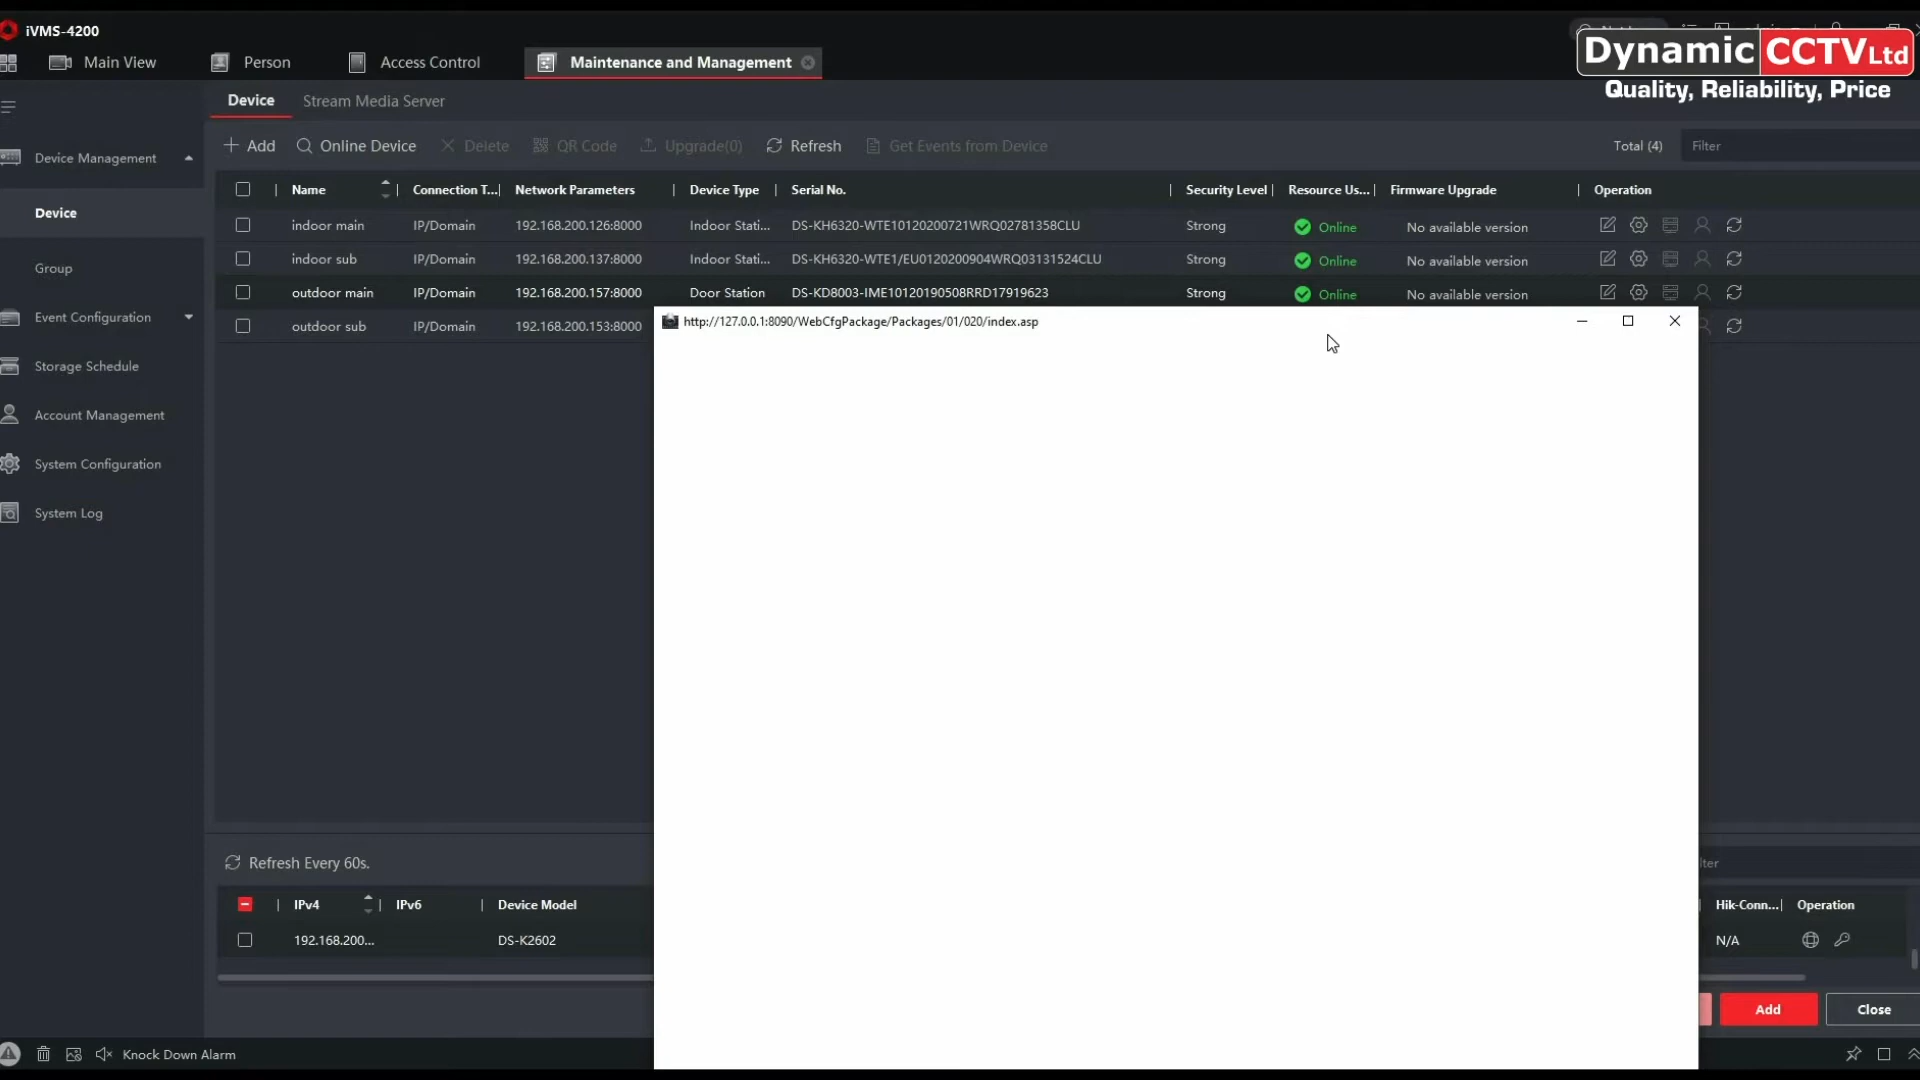 iVMS-4200
Dynamic CCTV Ltd
Quality, Reliability, Price
Main View
Person
Access Control
Maintenance and Management
Device
Stream Media Server
Add
Online Device
Delete
QR Code
Upgrade(0)
Refresh
Get Events from Device
Total (4)
Filter
Device Management
Device
Group
Event Configuration
Storage Schedule
Account Management
System Configuration
System Log
Name | Connection T...| Network Parameters | Device Type | Serial No. | Security Level | Resource Us... | Firmware Upgrade | Operation
indoor main IP/Domain 192.168.200.126:8000 Indoor Stati... DS-KH6320-WTE10120200721WRQ02781358CLU Strong Online No available version
indoor sub IP/Domain 192.168.200.137:8000 Indoor Stati... DS-KH6320-WTE1/EU0120200904WRQ03131524CLU Strong Online No available version
outdoor main IP/Domain 192.168.200.157:8000 Door Station DS-KD8003-IME10120190508RRD17919623 Strong Online No available version
outdoor sub IP/Domain 192.168.200.153:8000
http://127.0.0.1:8090/WebCfgPackage/Packages/01/020/index.asp
Refresh Every 60s.
IPv4 | IPv6 | Device Model | Hik-Conn...| Operation
192.168.200... DS-K2602 N/A
Add
Close
Knock Down Alarm